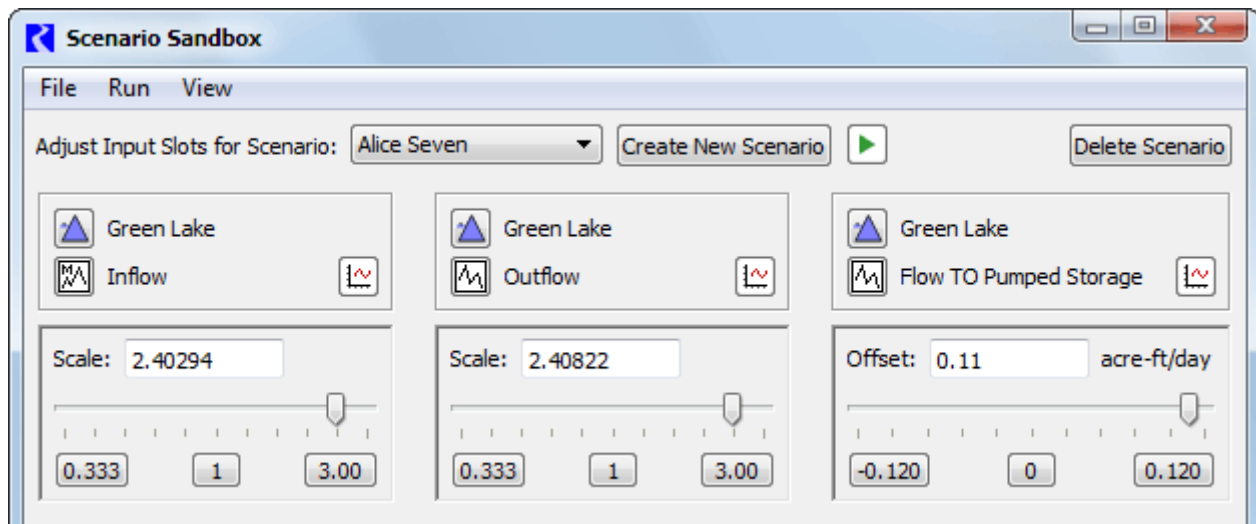 Scenario Sandbox
File Run View
Adjust Input Slots for Scenario: Alice Seven Create New Scenario Delete Scenario
Green Lake
Inflow
Scale: 2.40294
0.333 1 3.00
Green Lake
Outflow
Scale: 2.40822
0.333 1 3.00
Green Lake
Flow TO Pumped Storage
Offset: 0.11 acre-ft/day
-0.120 0 0.120